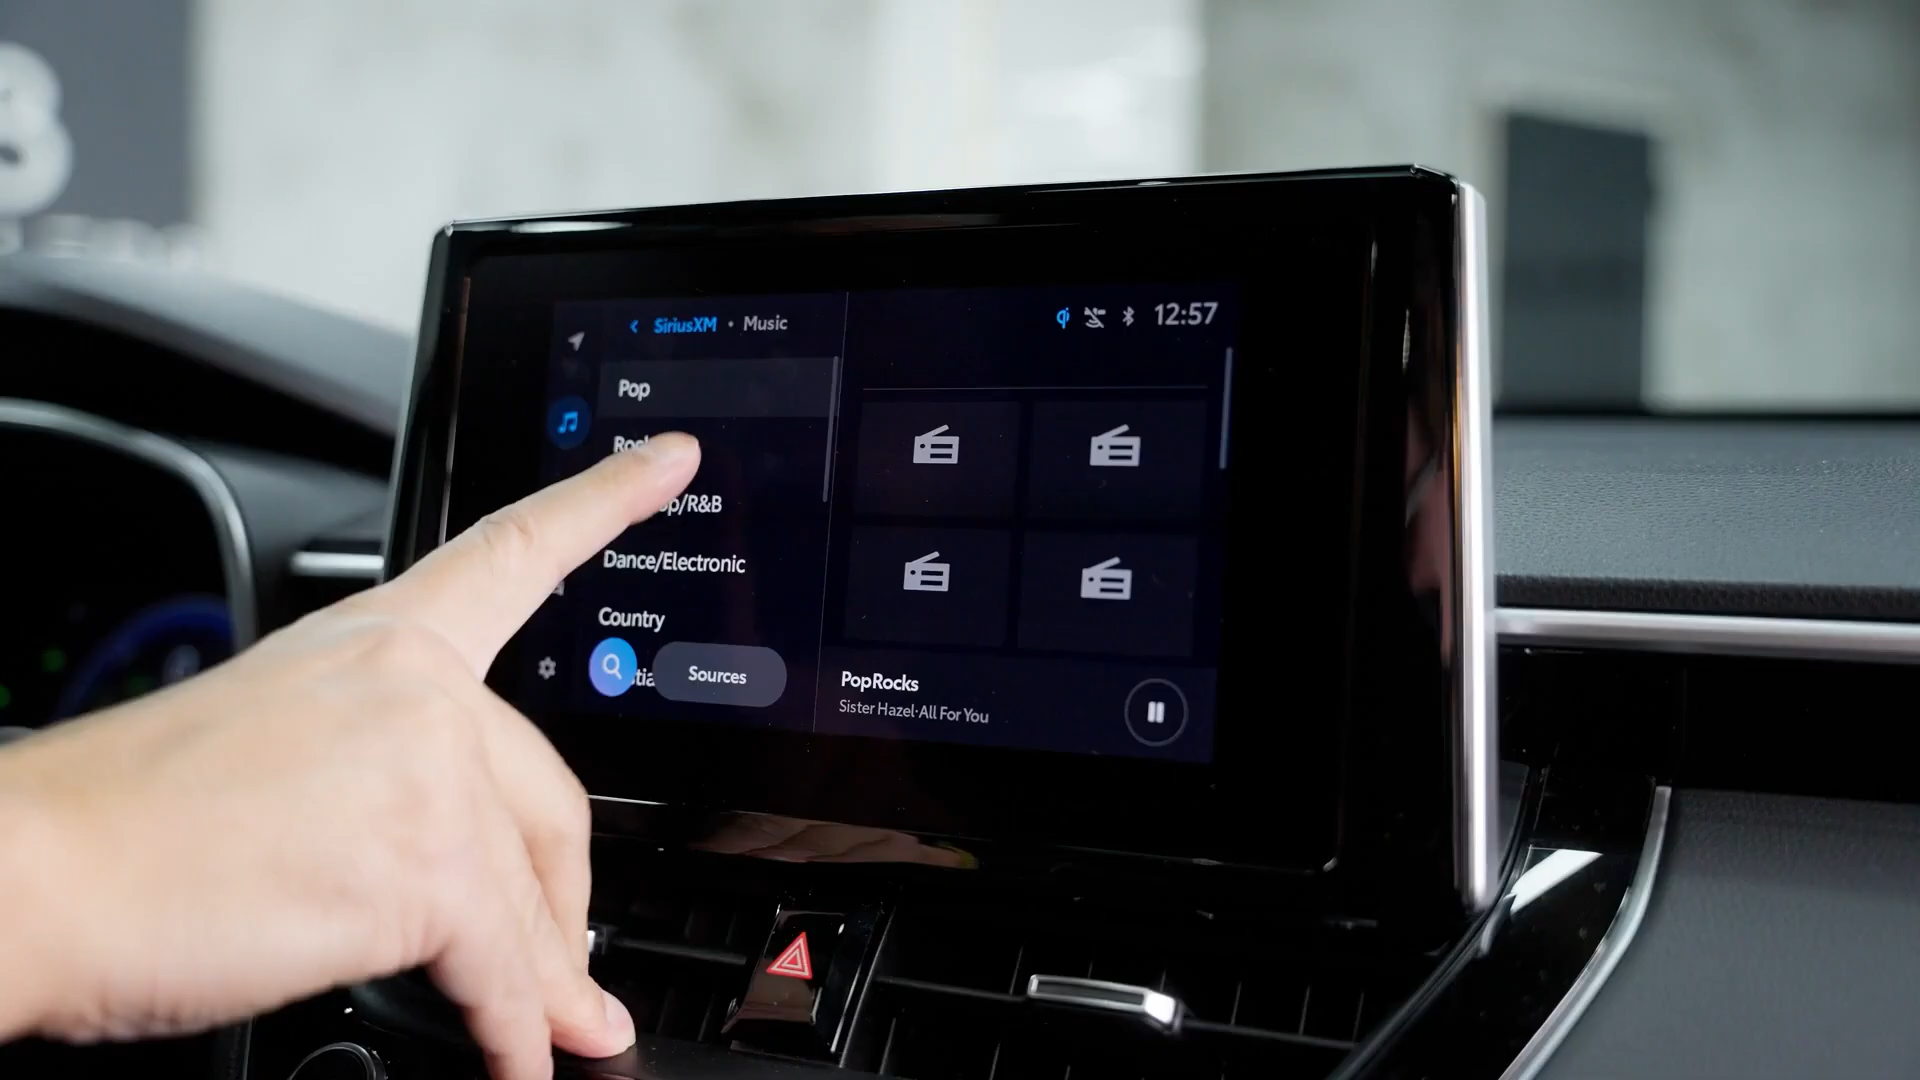 < SiriusXM • Music
12:57
Pop
Dance/Electronic
Country
Sources
PopRocks
Sister Hazel·All For You